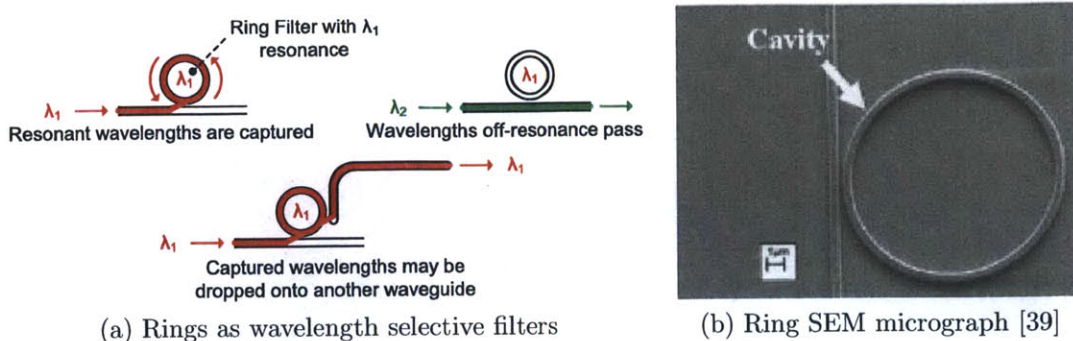 Ring Filter with λ₁
resonance
λ₁
λ₁
Resonant wavelengths are captured
λ₁
λ₂
Wavelengths off-resonance pass
λ₁
λ₁
λ₁
Captured wavelengths may be
dropped onto another waveguide
(a) Rings as wavelength selective filters
Cavity
(b) Ring SEM micrograph [39]